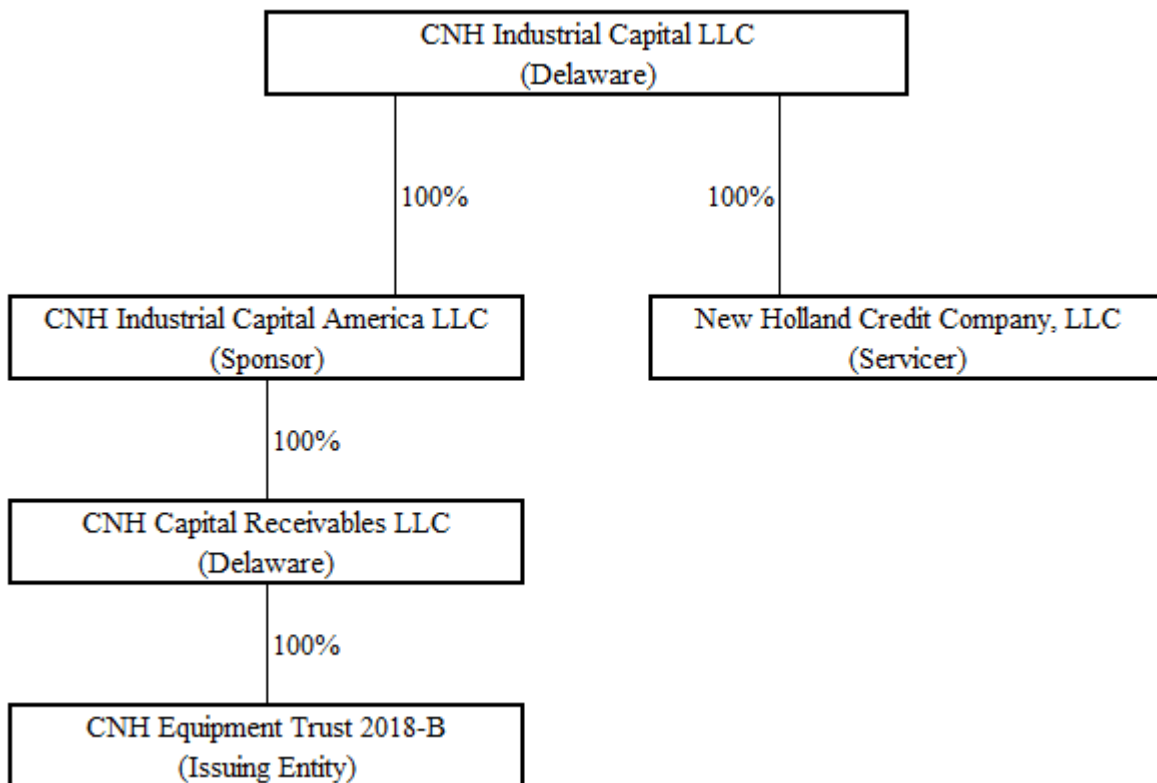 CNH Industrial Capital LLC
(Delaware)
100%
100%
CNH Industrial Capital America LLC
(Sponsor)
New Holland Credit Company, LLC
(Servicer)
100%
CNH Capital Receivables LLC
(Delaware)
100%
CNH Equipment Trust 2018-B
(Issuing Entity)